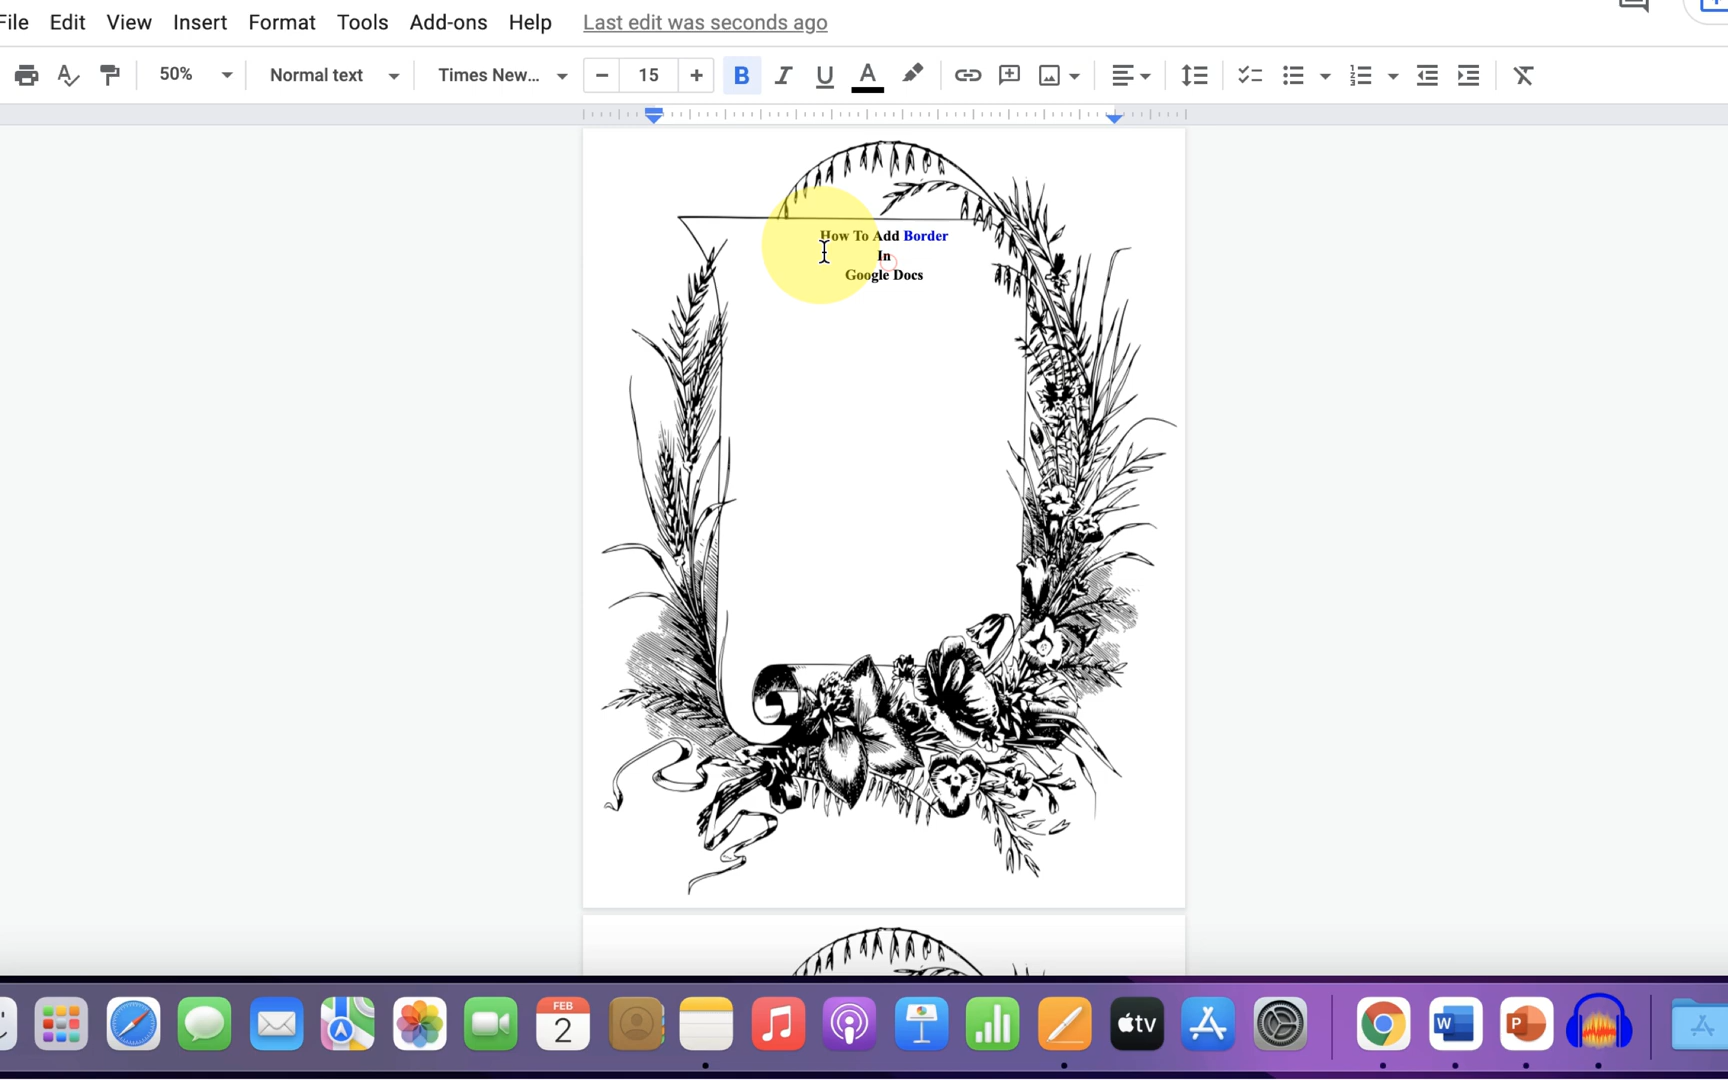 File Edit View Insert Format Tools Add-ons Help Last edit was seconds ago
50% Normal text Times New... 15 B I U A
How To Add Border
In
Google Docs
FEB
2
tv
W
P